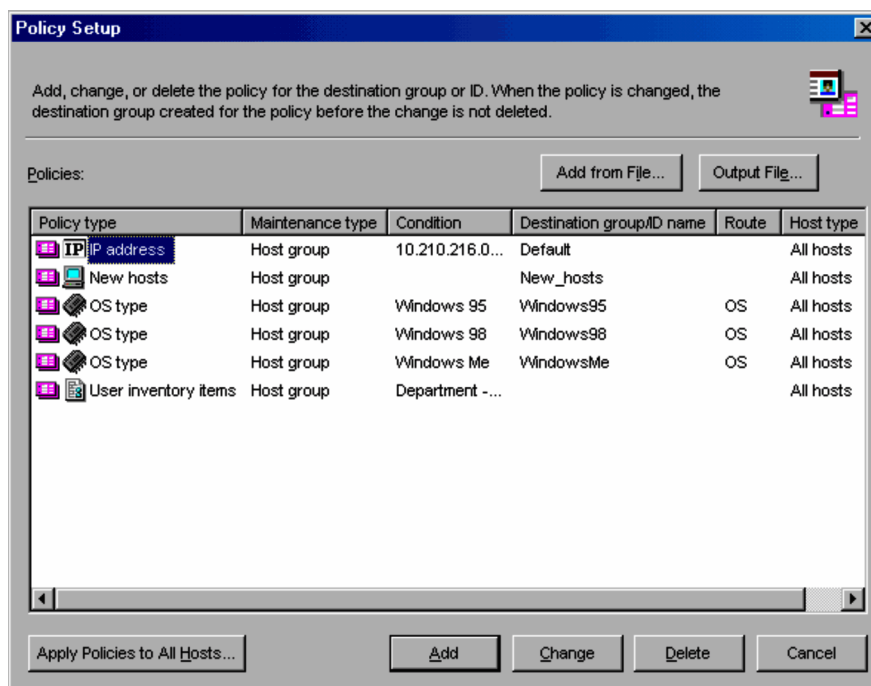 Policy Setup
Add, change, or delete the policy for the destination group or ID. When the policy is changed, the
destination group created for the policy before the change is not deleted.
Policies:
Add from File... Output File...
Policy type Maintenance type Condition Destination group/ID name Route Host type
IP IP address Host group 10.210.216.0... Default All hosts
New hosts Host group New_hosts All hosts
OS type Host group Windows 95 Windows95 OS All hosts
OS type Host group Windows 98 Windows98 OS All hosts
OS type Host group Windows Me WindowsMe OS All hosts
User inventory items Host group Department -... All hosts
Apply Policies to All Hosts... Add Change Delete Cancel